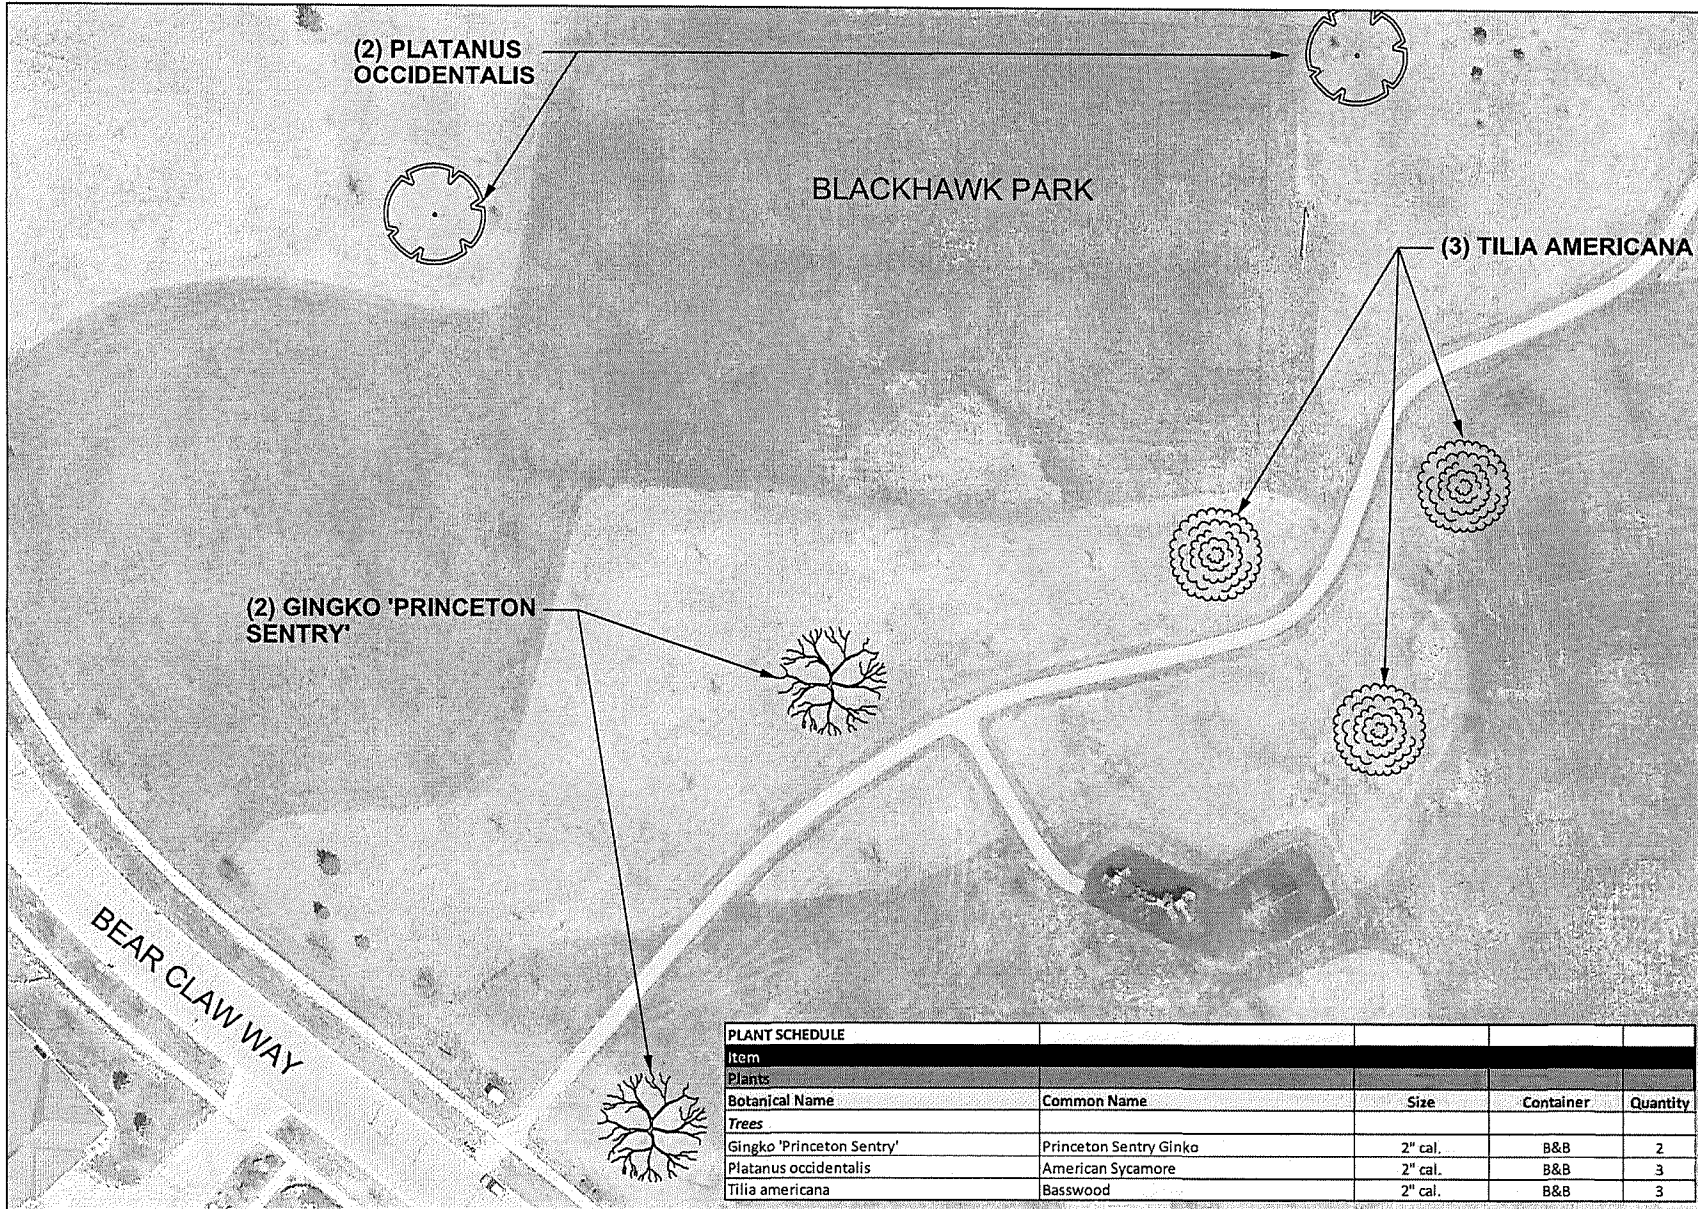 (2) PLATANUS
OCCIDENTALIS
BLACKHAWK PARK
(3) TILIA AMERICANA
(2) GINGKO 'PRINCETON
SENTRY'
BEAR CLAW WAY
PLANT SCHEDULE
Item
Plants
Botanical Name Common Name Size Container Quantity
Trees
Gingko 'Princeton Sentry' Princeton Sentry Ginko 2" cal. B&B 2
Platanus occidentalis American Sycamore 2" cal. B&B 3
Tilia americana Basswood 2" cal. B&B 3